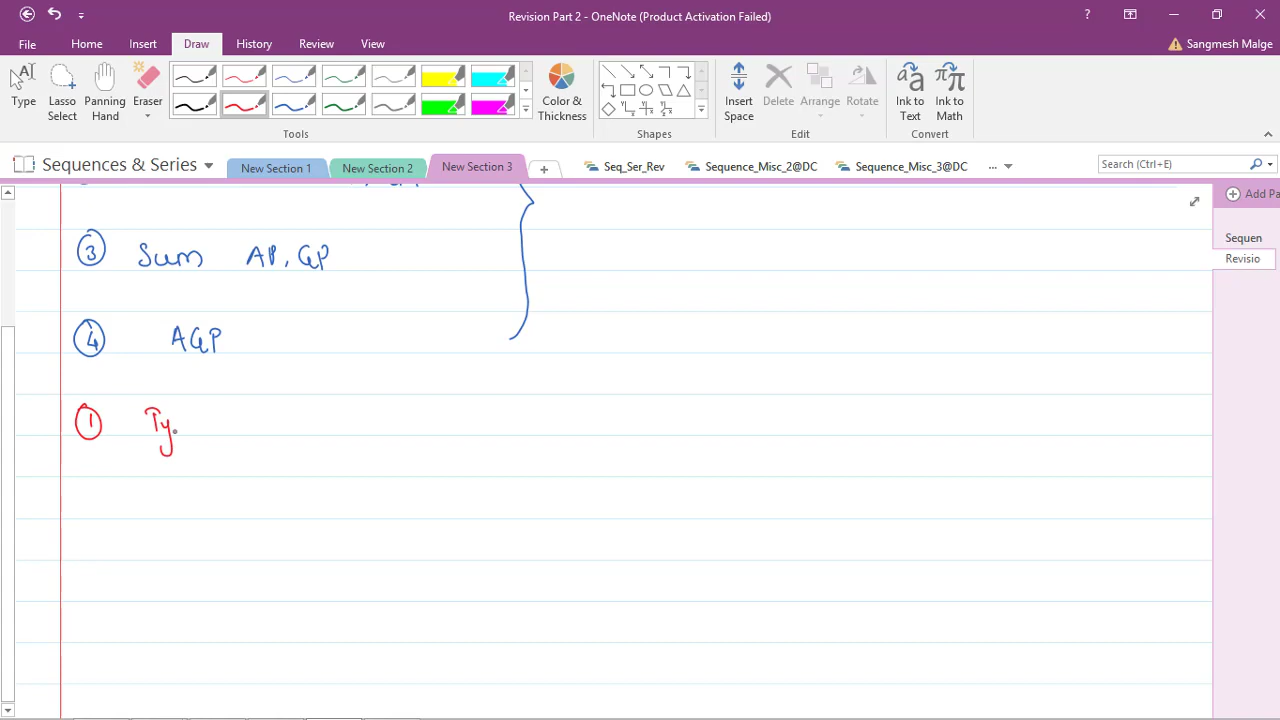 Revision Part 2 - OneNote (Product Activation Failed)
?
File Home Insert Draw History Review View Sangmesh Malge
Type Lasso Select Panning Hand Eraser Color & Thickness Insert Space Delete Arrange Rotate Ink to Text Ink to Math
Tools Shapes Edit Convert
Sequences & Series New Section 1 New Section 2 New Section 3 + Seq_Ser_Rev Sequence_Misc_2@DC Sequence_Misc_3@DC ... Search (Ctrl+E)
Add Pa
Sequen
Revisio
③ Sum AP, GP
④ AGP
① Ty